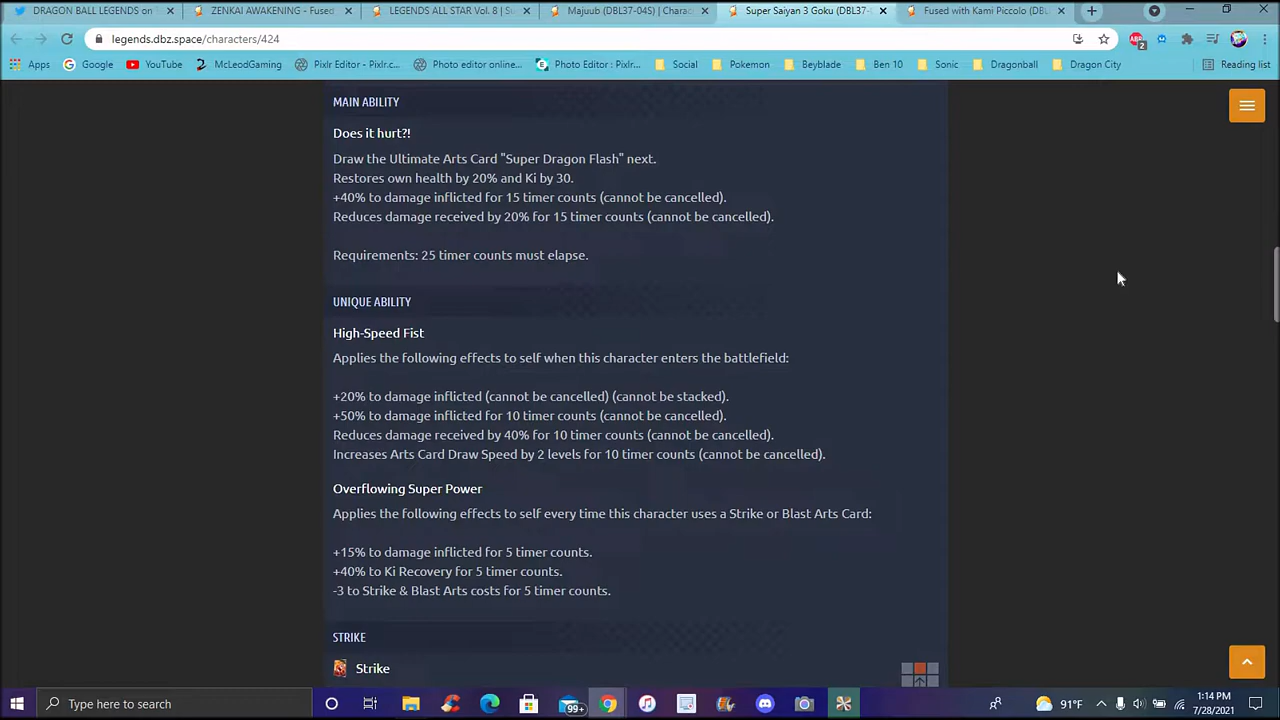 DRAGON BALL LEGENDS on
ZENKAI AWAKENING - Fused
LEGENDS ALL STAR Vol. 8 | Su
Majuub (DBL37-04S) | Charac
Super Saiyan 3 Goku (DBL37-
Fused with Kami Piccolo (DBL
legends.dbz.space/characters/424
ABP
2
Apps
Google
YouTube
McLeodGaming
Pixlr Editor - Pixlr.c...
Photo editor online...
Photo Editor : Pixlr...
Social
Pokemon
Beyblade
Ben 10
Sonic
Dragonball
Dragon City
Reading list
MAIN ABILITY
Does it hurt?!
Draw the Ultimate Arts Card "Super Dragon Flash" next.
Restores own health by 20% and Ki by 30.
+40% to damage inflicted for 15 timer counts (cannot be cancelled).
Reduces damage received by 20% for 15 timer counts (cannot be cancelled).
Requirements: 25 timer counts must elapse.
UNIQUE ABILITY
High-Speed Fist
Applies the following effects to self when this character enters the battlefield:
+20% to damage inflicted (cannot be cancelled) (cannot be stacked).
+50% to damage inflicted for 10 timer counts (cannot be cancelled).
Reduces damage received by 40% for 10 timer counts (cannot be cancelled).
Increases Arts Card Draw Speed by 2 levels for 10 timer counts (cannot be cancelled).
Overflowing Super Power
Applies the following effects to self every time this character uses a Strike or Blast Arts Card:
+15% to damage inflicted for 5 timer counts.
+40% to Ki Recovery for 5 timer counts.
-3 to Strike & Blast Arts costs for 5 timer counts.
STRIKE
Strike
Type here to search
99+
91°F
1:14 PM
7/28/2021